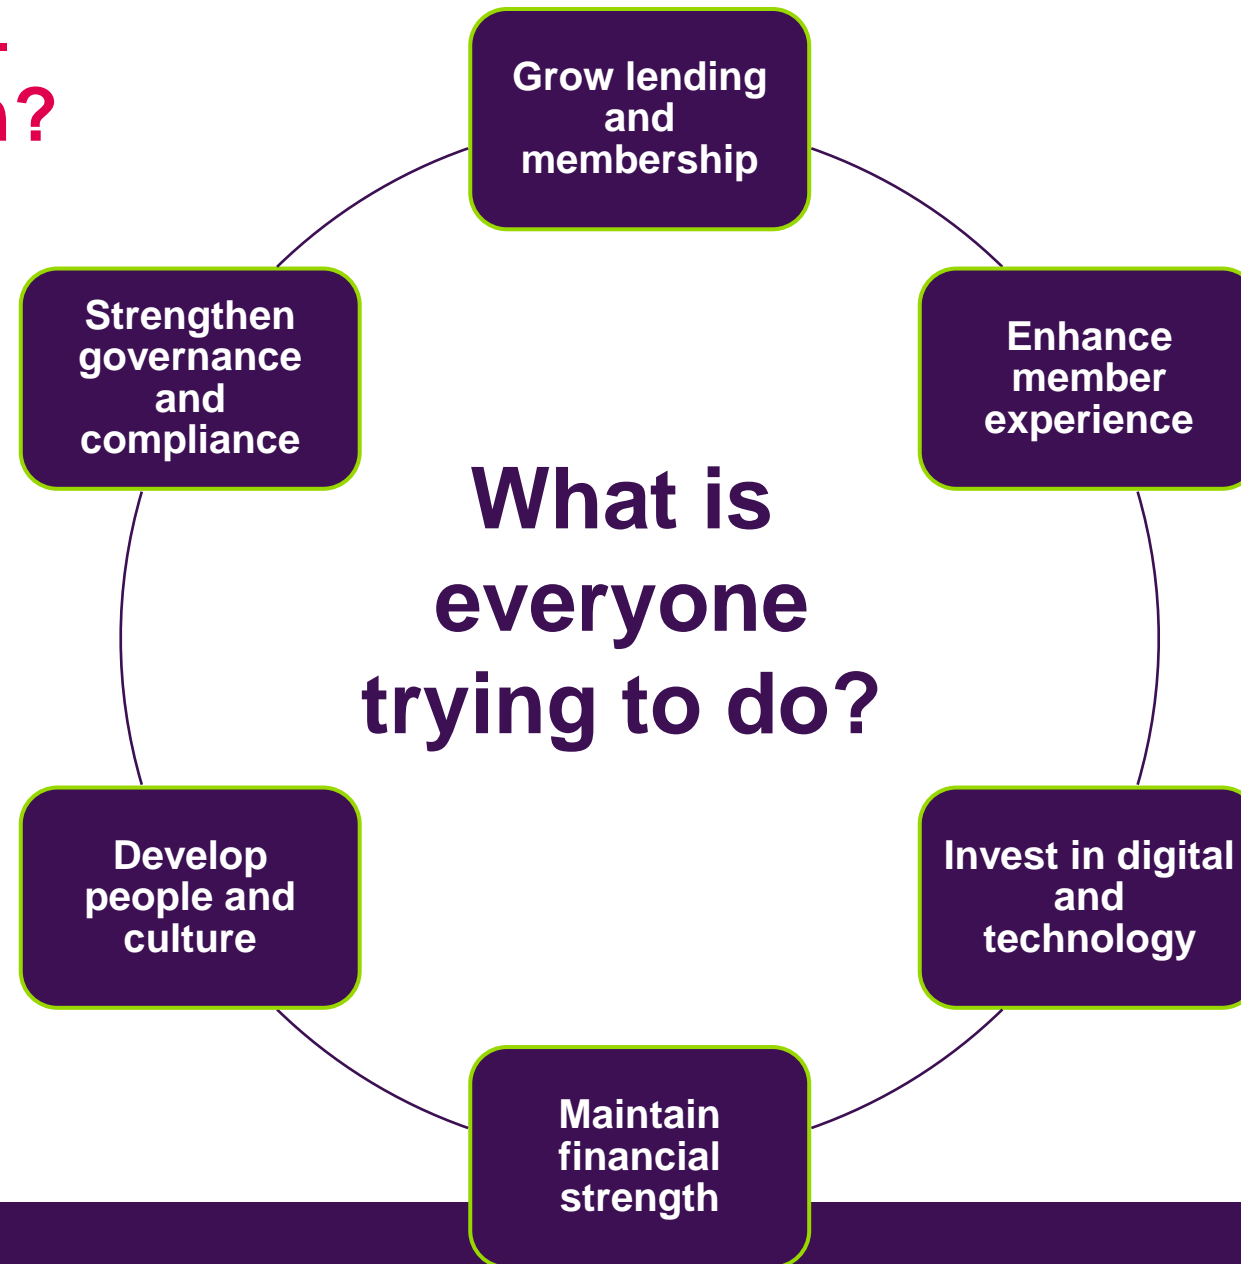 Grow lending
and
membership
Enhance
member
experience
Invest in digital
and
technology
Maintain
financial
strength
Develop
people and
culture
Strengthen
governance
and
compliance
What is
everyone
trying to do?